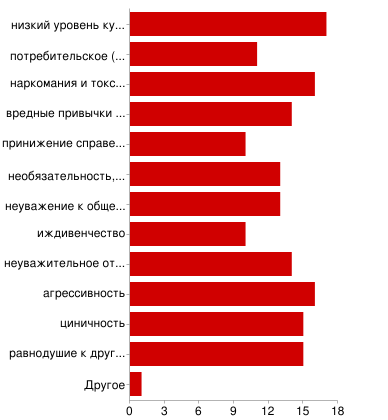 низкий уровень ку...
потребительское (...
наркомания и токс...
вредные привычки ...
принижение справе...
необязательность,...
неуважение к обще...
иждивенчество
неуважительное от...
агрессивность
циничность
равнодушие к друг...
Другое
0 3 6 9 12 15 18